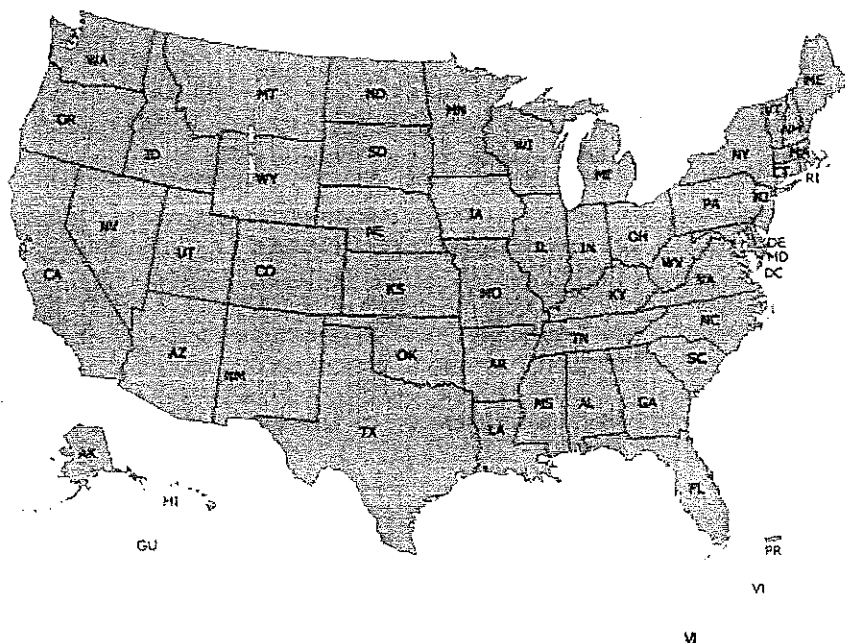 WA
MT
ND
MN
ME
OR
ID
SD
WI
MI
VT
NH
NY
MA
CT
RI
WY
IA
PA
NJ
NV
NE
IL
IN
OH
UT
CO
KS
MO
KY
WV
VA
DE
MD
DC
CA
AZ
NM
OK
AR
TN
NC
SC
TX
LA
MS
AL
GA
AK
HI
FL
GU
PR
VI
VI